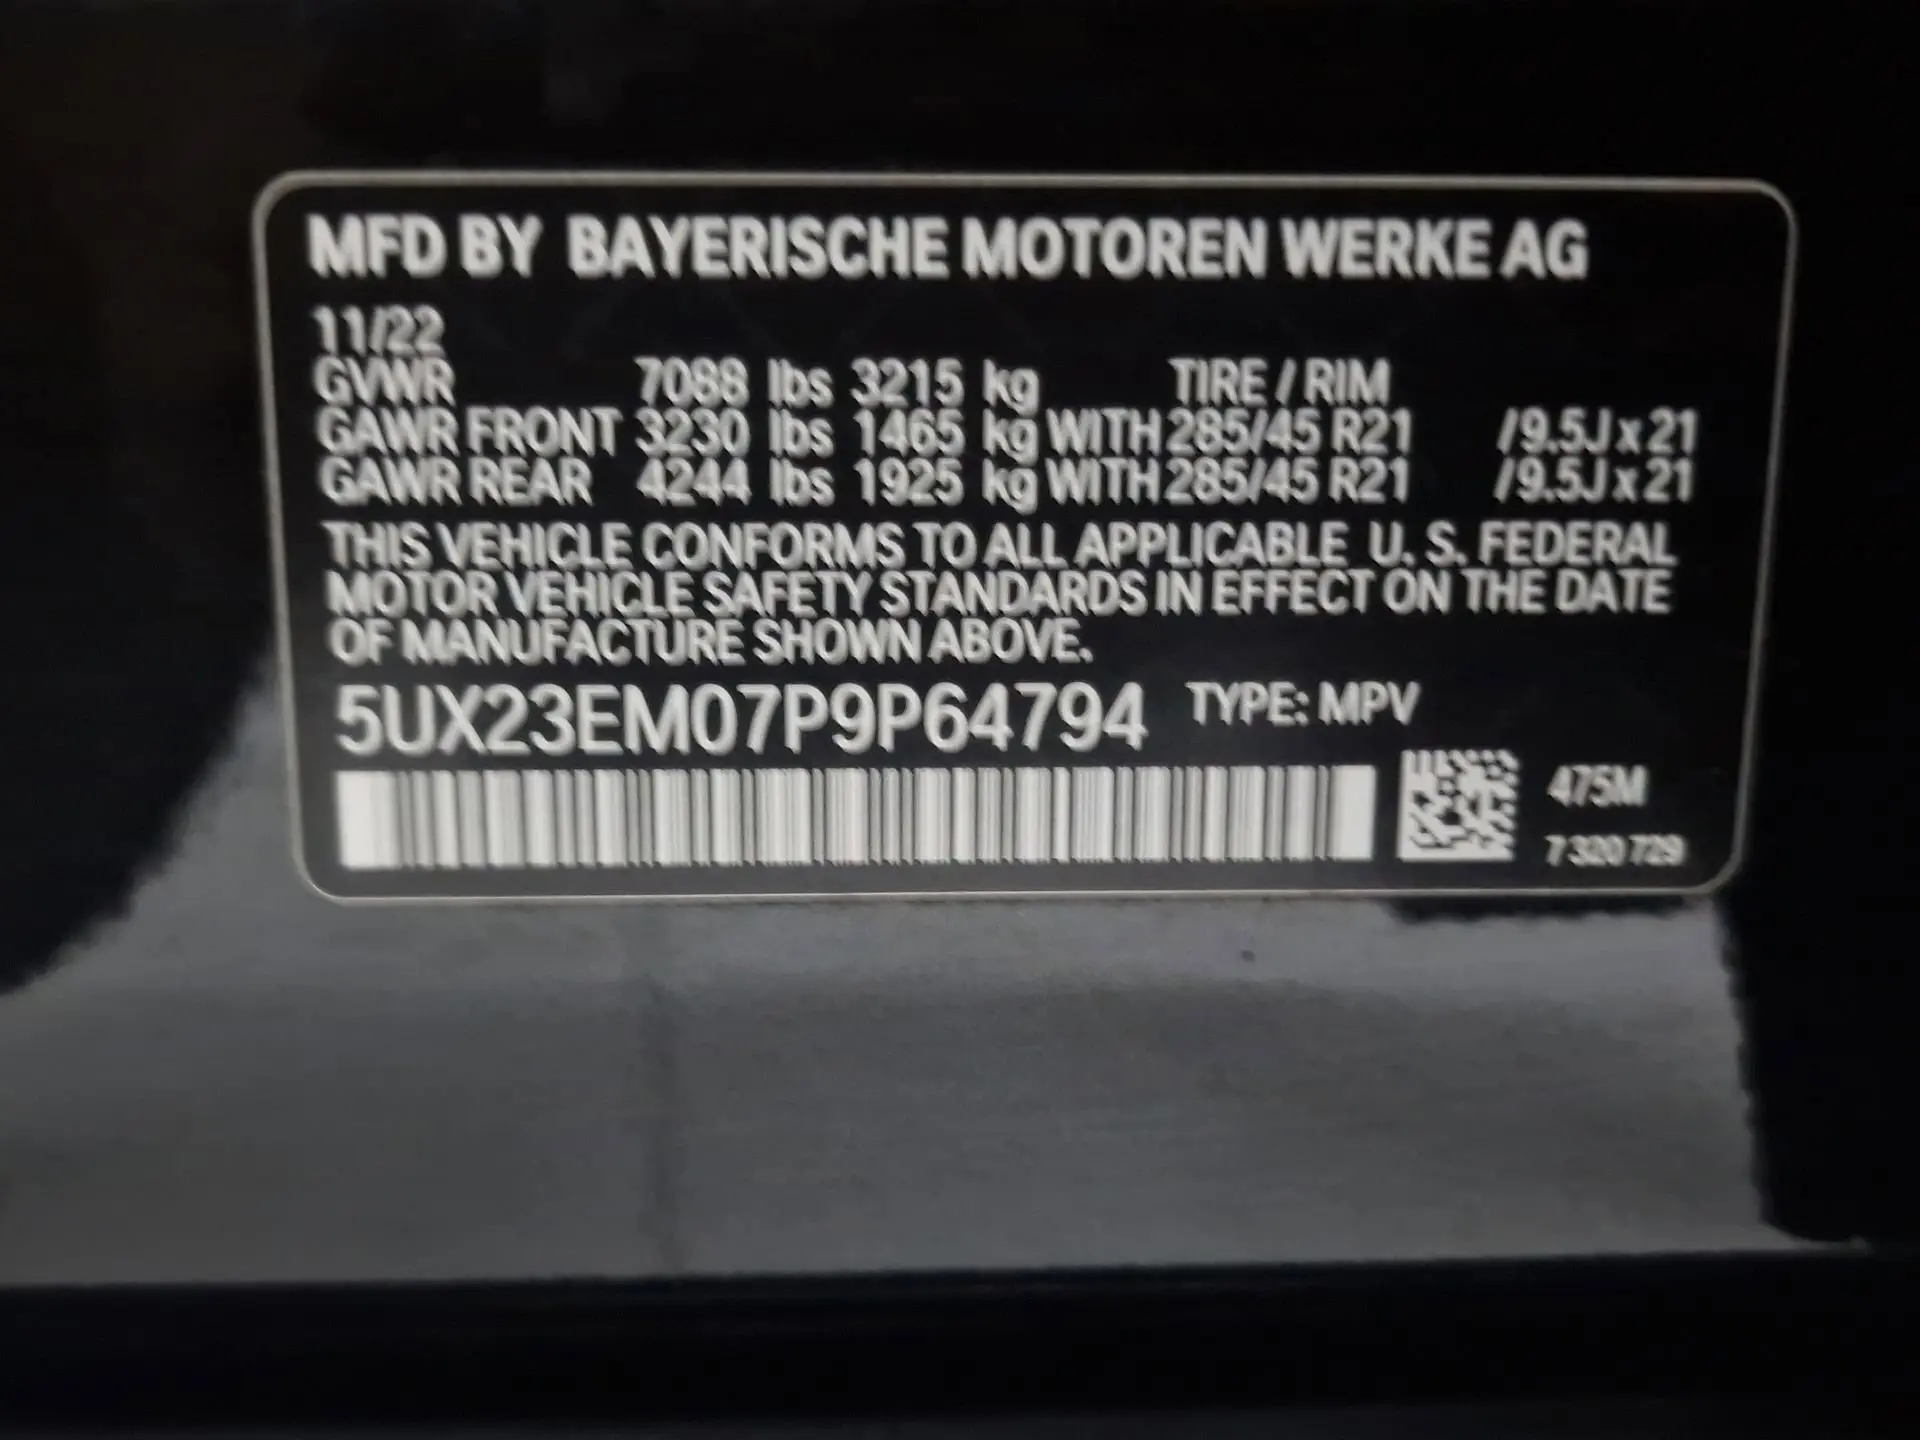 MFD BY BAYERISCHE MOTOREN WERKE AG
11/22
GVWR 7088 lbs 3215 kg TIRE / RIM
GAWR FRONT 3230 lbs 1465 kg WITH 285/45 R21 /9.5J x 21
GAWR REAR 4244 lbs 1925 kg WITH 285/45 R21 /9.5J x 21
THIS VEHICLE CONFORMS TO ALL APPLICABLE U. S. FEDERAL
MOTOR VEHICLE SAFETY STANDARDS IN EFFECT ON THE DATE
OF MANUFACTURE SHOWN ABOVE.
5UX23EM07P9P64794 TYPE: MPV
475M
7 320 729